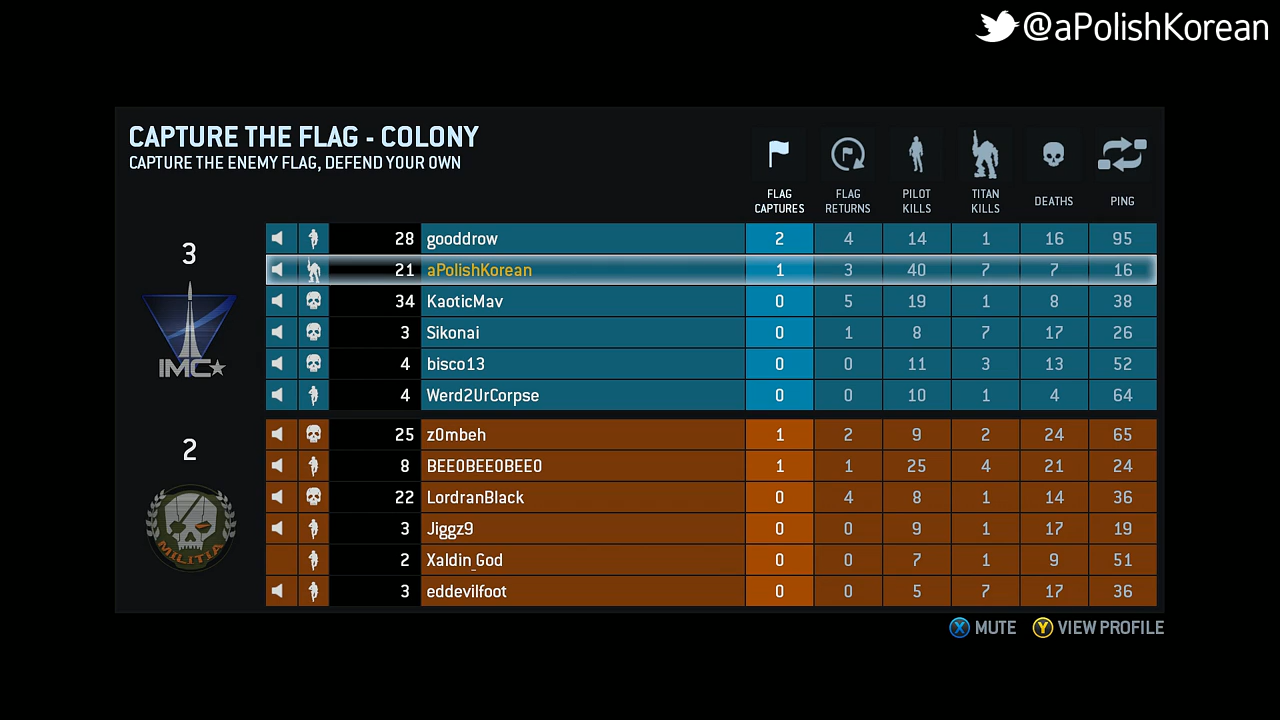 @aPolishKorean
CAPTURE THE FLAG - COLONY
CAPTURE THE ENEMY FLAG, DEFEND YOUR OWN
FLAG CAPTURES FLAG RETURNS PILOT KILLS TITAN KILLS DEATHS PING
3
IMC
28 gooddrow 2 4 14 1 16 95
21 aPolishKorean 1 3 40 7 7 16
34 KaoticMav 0 5 19 1 8 38
3 Sikonai 0 1 8 7 17 26
4 bisco13 0 0 11 3 13 52
4 Werd2UrCorpse 0 0 10 1 4 64
2
MILITIA
25 z0mbeh 1 2 9 2 24 65
8 BEEOBEEOBEEO 1 1 25 4 21 24
22 LordranBlack 0 4 8 1 14 36
3 Jiggz9 0 0 9 1 17 19
2 Xaldin_God 0 0 7 1 9 51
3 eddevilfoot 0 0 5 7 17 36
X MUTE Y VIEW PROFILE